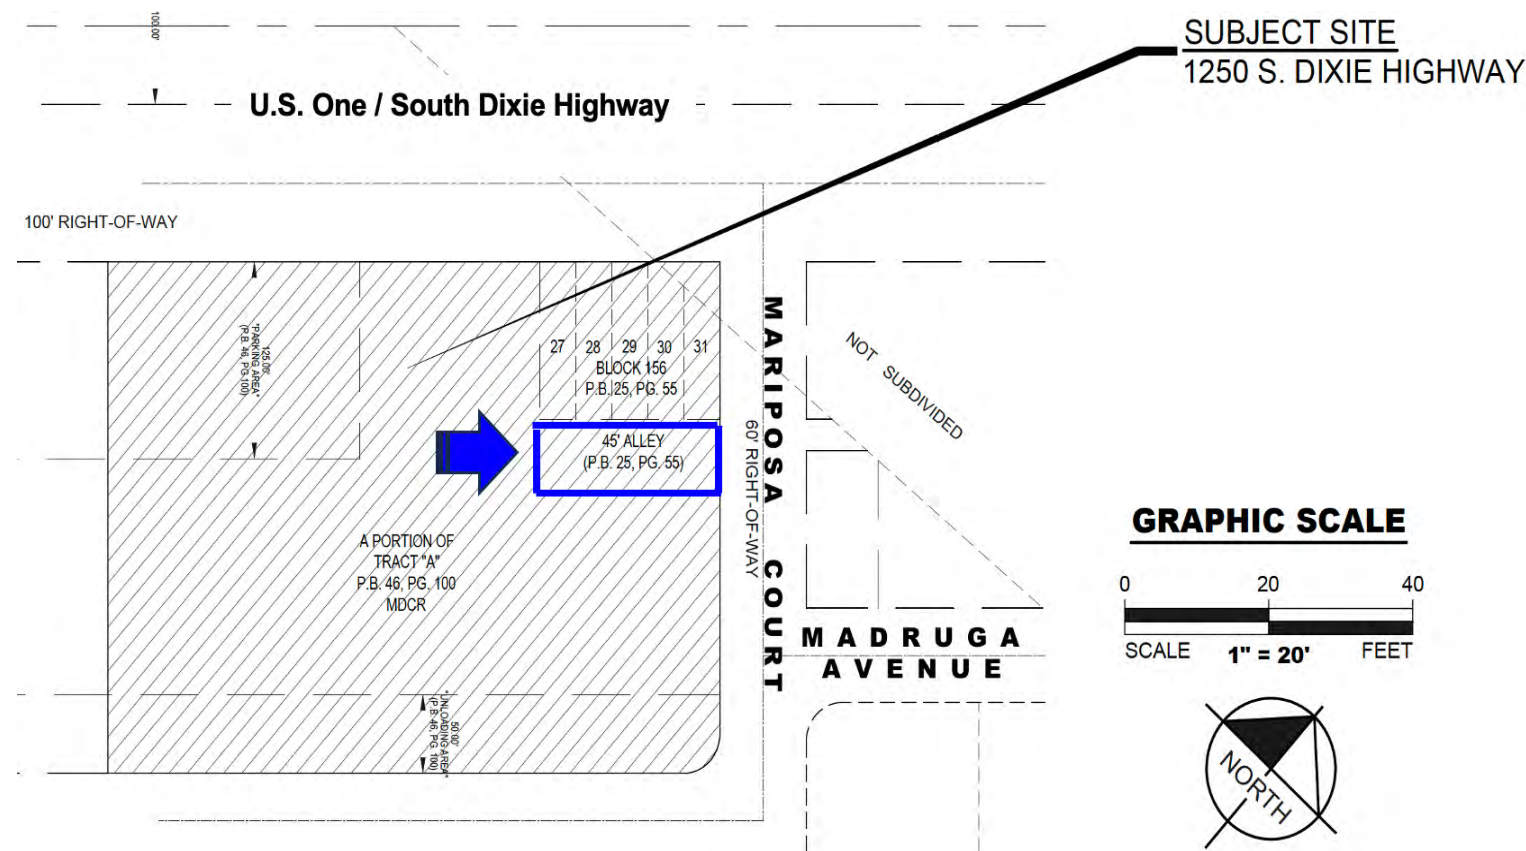 SUBJECT SITE
1250 S. DIXIE HIGHWAY
100.00'
U.S. One / South Dixie Highway
100' RIGHT-OF-WAY
125.00'
"PARKING AREA"
(P.B. 46, PG 100)
27 28 29 30 31
BLOCK 156
P.B. 25, PG. 55
45' ALLEY
(P.B. 25, PG. 55)
MARIPOSA COURT
60' RIGHT-OF-WAY
NOT SUBDIVIDED
A PORTION OF
TRACT "A"
P.B. 46, PG. 100
MDCR
50.00'
"UNLOADING AREA"
(P.B. 46, PG. 100)
MADRUGA
AVENUE
GRAPHIC SCALE
0 20 40
SCALE 1" = 20' FEET
NORTH